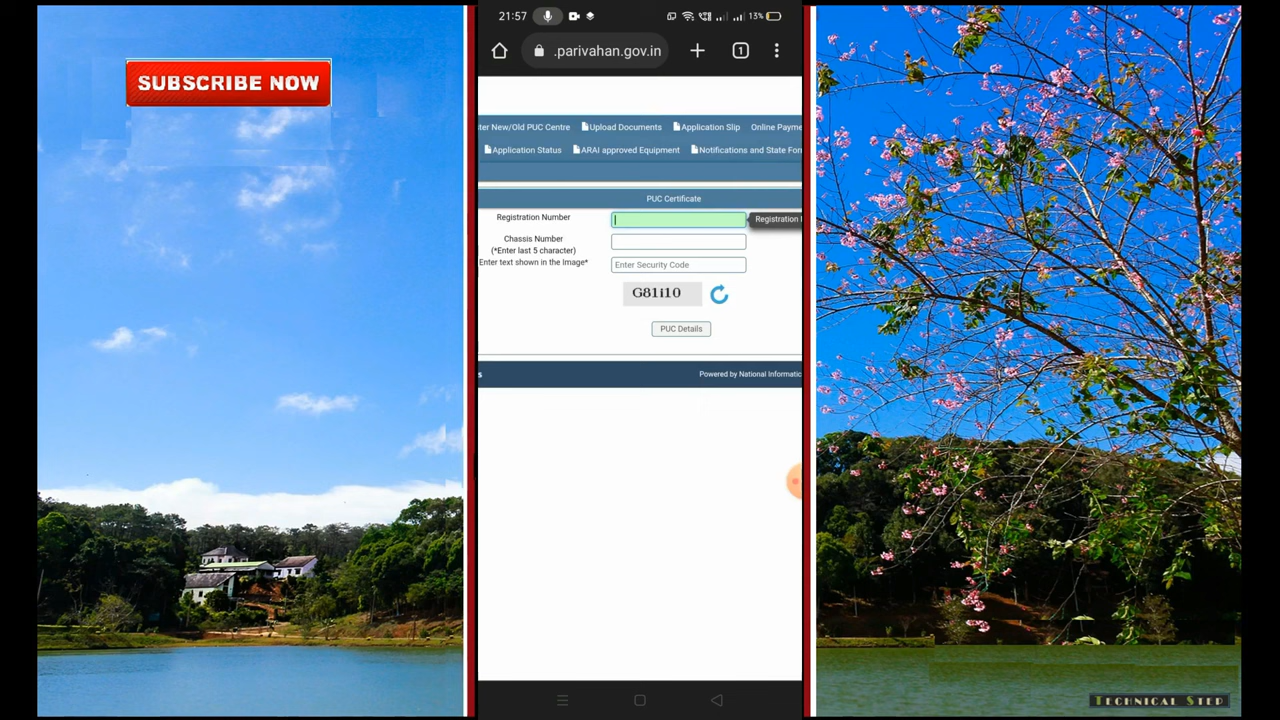 SUBSCRIBE NOW
21:57
13%
.parivahan.gov.in
1
ter New/Old PUC Centre Upload Documents Application Slip Online Payme
Application Status ARAI approved Equipment Notifications and State For
PUC Certificate
Registration Number
Registration
Chassis Number
(*Enter last 5 character)
Enter text shown in the Image*
Enter Security Code
G81i10
PUC Details
s
Powered by National Informatic
TECHNICAL STEP